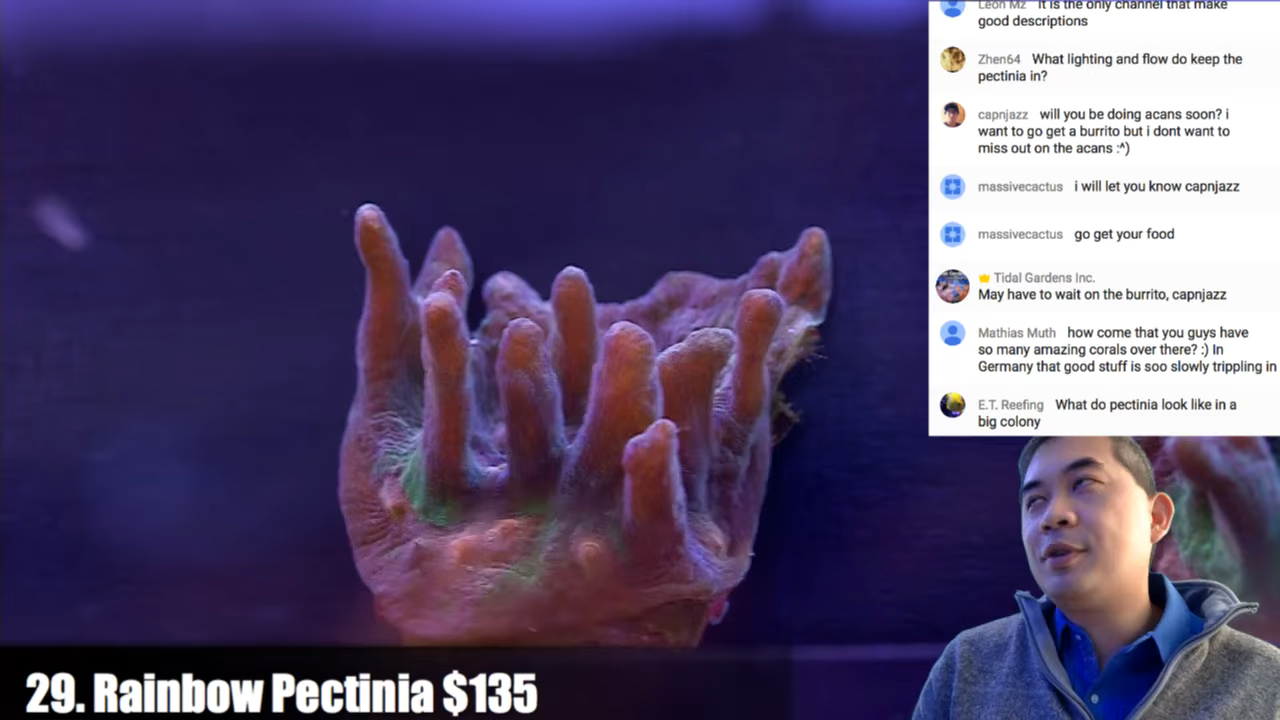 Leon Mz It is the only channel that make
good descriptions
Zhen64 What lighting and flow do keep the
pectinia in?
capnjazz will you be doing acans soon? i
want to go get a burrito but i dont want to
miss out on the acans :^)
massivecactus i will let you know capnjazz
massivecactus go get your food
Tidal Gardens Inc.
May have to wait on the burrito, capnjazz
Mathias Muth how come that you guys have
so many amazing corals over there? :) In
Germany that good stuff is soo slowly trippling in
E.T. Reefing What do pectinia look like in a
big colony
29. Rainbow Pectinia $135